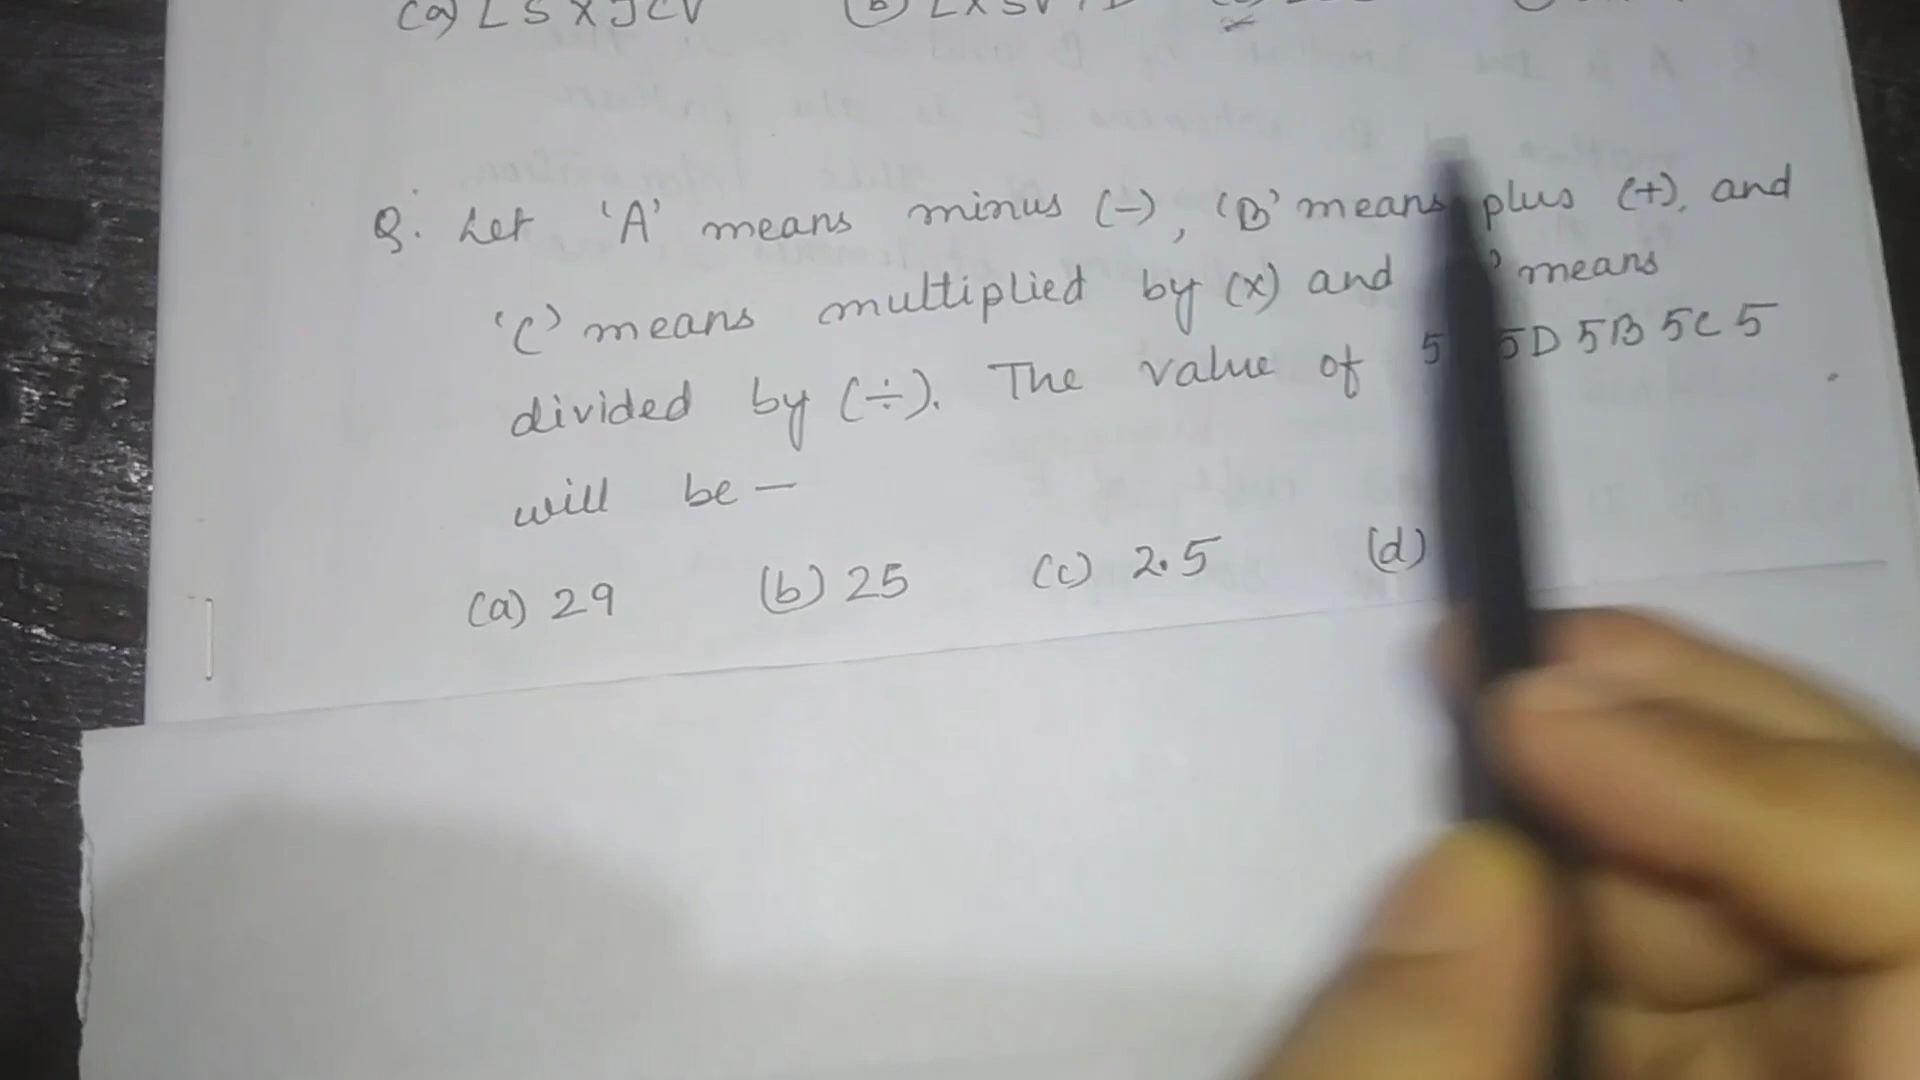 (a) L S X J C V (b)
Q. Let 'A' means minus (-), 'B' means plus (+), and
'C' means multiplied by (x) and ' means
divided by (÷). The value of 5 5D 5B 5C 5
will be —
(a) 29 (b) 25 (c) 2.5 (d)